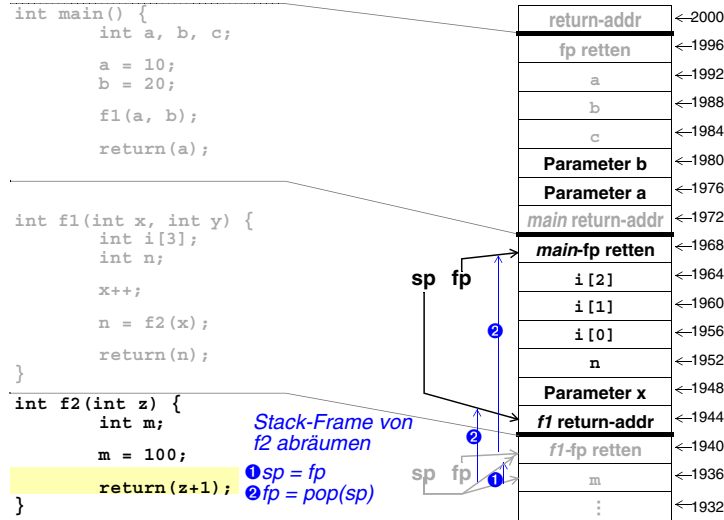 int main() {
int a, b, c;
a = 10;
b = 20;
f1(a, b);
return(a);
int f1(int x, int y) {
int i[3];
int n;
x++;
n = f2(x);
return(n);
}
int f2(int z) {
int m;
m = 100;
return(z+1);
}
Stack-Frame von
f2 abräumen
❶sp = fp
❷fp = pop(sp)
sp fp
❷
❷
❶
sp fp
return-addr 2000
fp retten 1996
a 1992
b 1988
c 1984
Parameter b 1980
Parameter a 1976
main return-addr 1972
main-fp retten 1968
i[2] 1964
i[1] 1960
i[0] 1956
n 1952
Parameter x 1948
f1 return-addr 1944
f1-fp retten 1940
m 1936
⋮ 1932